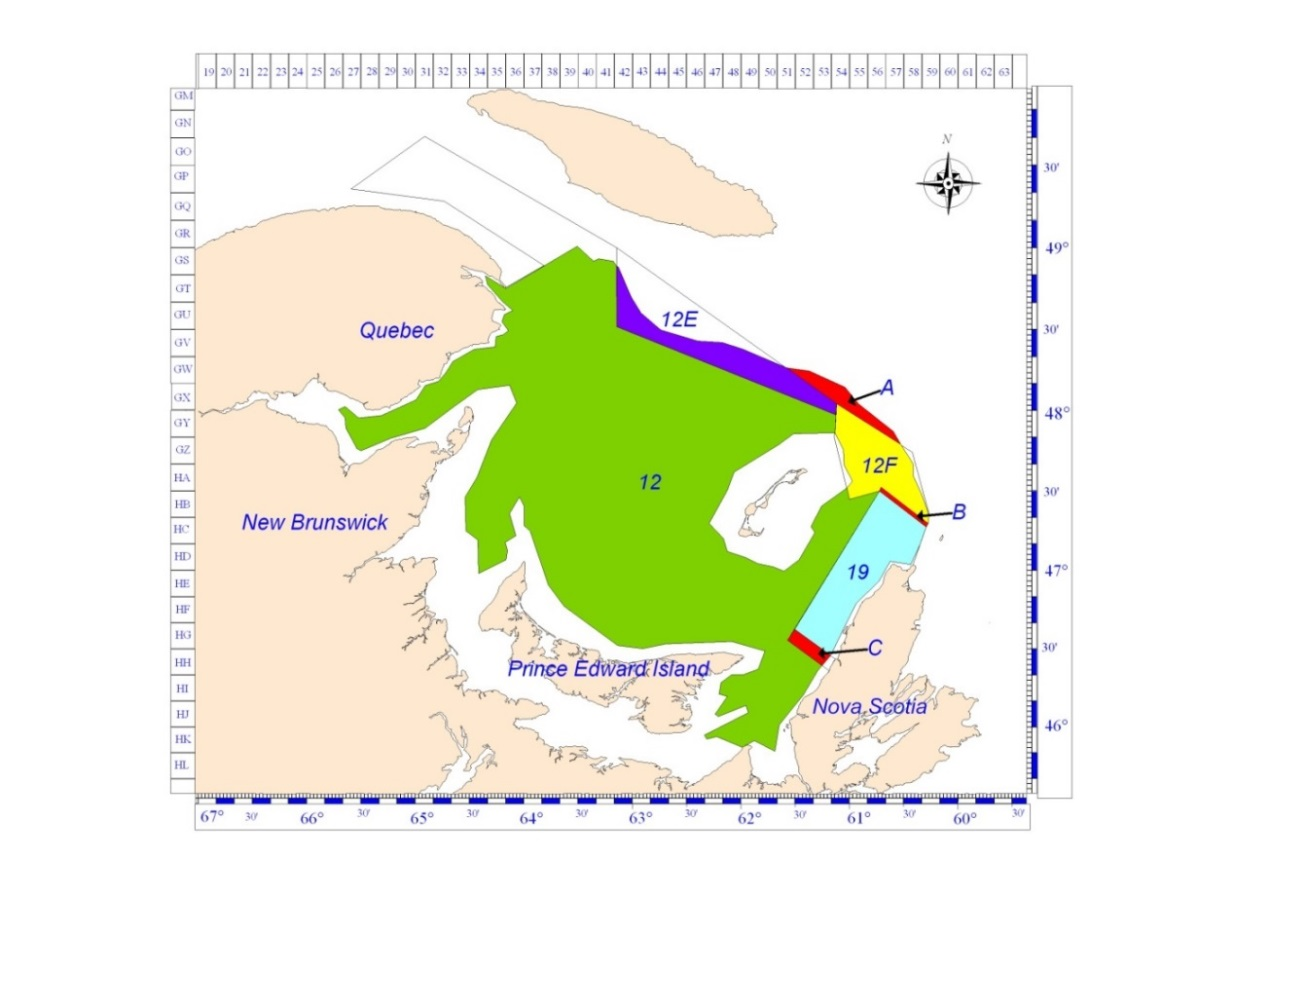 19 20 21 22 23 24 25 26 27 28 29 30 31 32 33 34 35 36 37 38 39 40 41 42 43 44 45 46 47 48 49 50 51 52 53 54 55 56 57 58 59 60 61 62 63
GM
GN
N
GO
30'
GP
GQ
GR
49°
GS
GT
GU
12E
Quebec
30'
GV
GW
A
GX
48°
GY
GZ
12F
HA
12
30'
HB
B
New Brunswick
HC
HD
19
47°
HE
HF
HG
C
30'
HH
Prince Edward Island
HI
Nova Scotia
HJ
46°
HK
HL
67° 30' 66° 30' 65° 30' 64° 30' 63° 30' 62° 30' 61° 30' 60° 30'